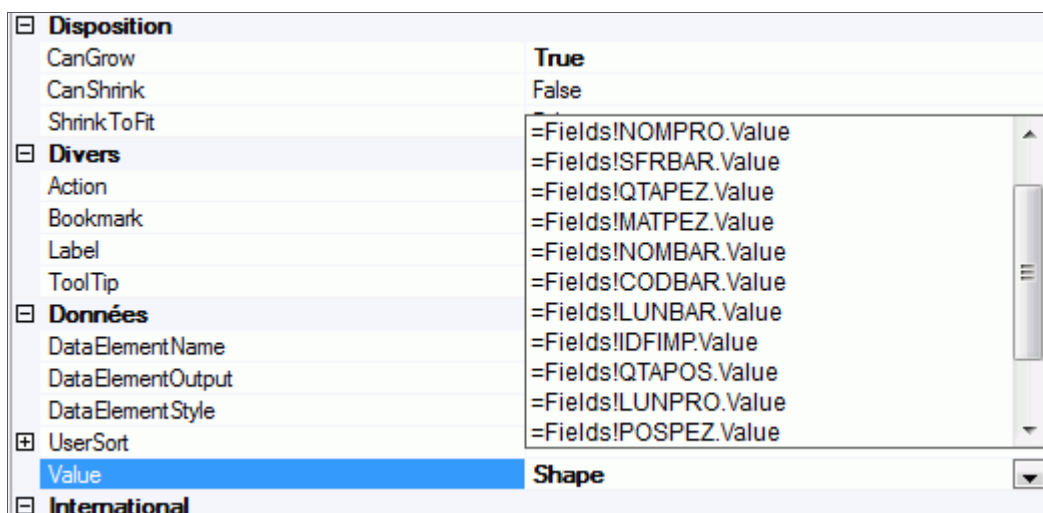 Disposition
CanGrow True
CanShrink False
ShrinkToFit
=Fields!NOMPRO.Value
Divers
=Fields!SFRBAR.Value
Action
=Fields!QTAPEZ.Value
Bookmark
=Fields!MATPEZ.Value
Label
=Fields!NOMBAR.Value
ToolTip
=Fields!CODBAR.Value
Données
=Fields!LUNBAR.Value
DataElementName
=Fields!IDFIMP.Value
DataElementOutput
=Fields!QTAPOS.Value
DataElementStyle
=Fields!LUNPRO.Value
UserSort
=Fields!POSPEZ.Value
Value Shape
International